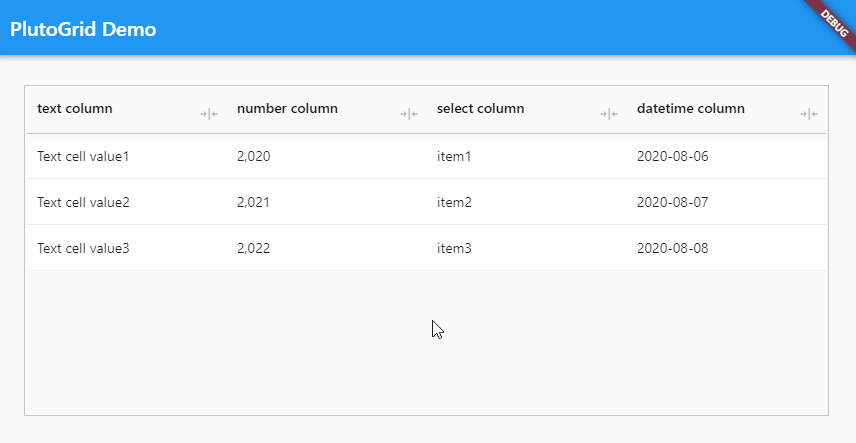 PlutoGrid Demo
DEBUG
text column number column select column datetime column
Text cell value1 2,020 item1 2020-08-06
Text cell value2 2,021 item2 2020-08-07
Text cell value3 2,022 item3 2020-08-08